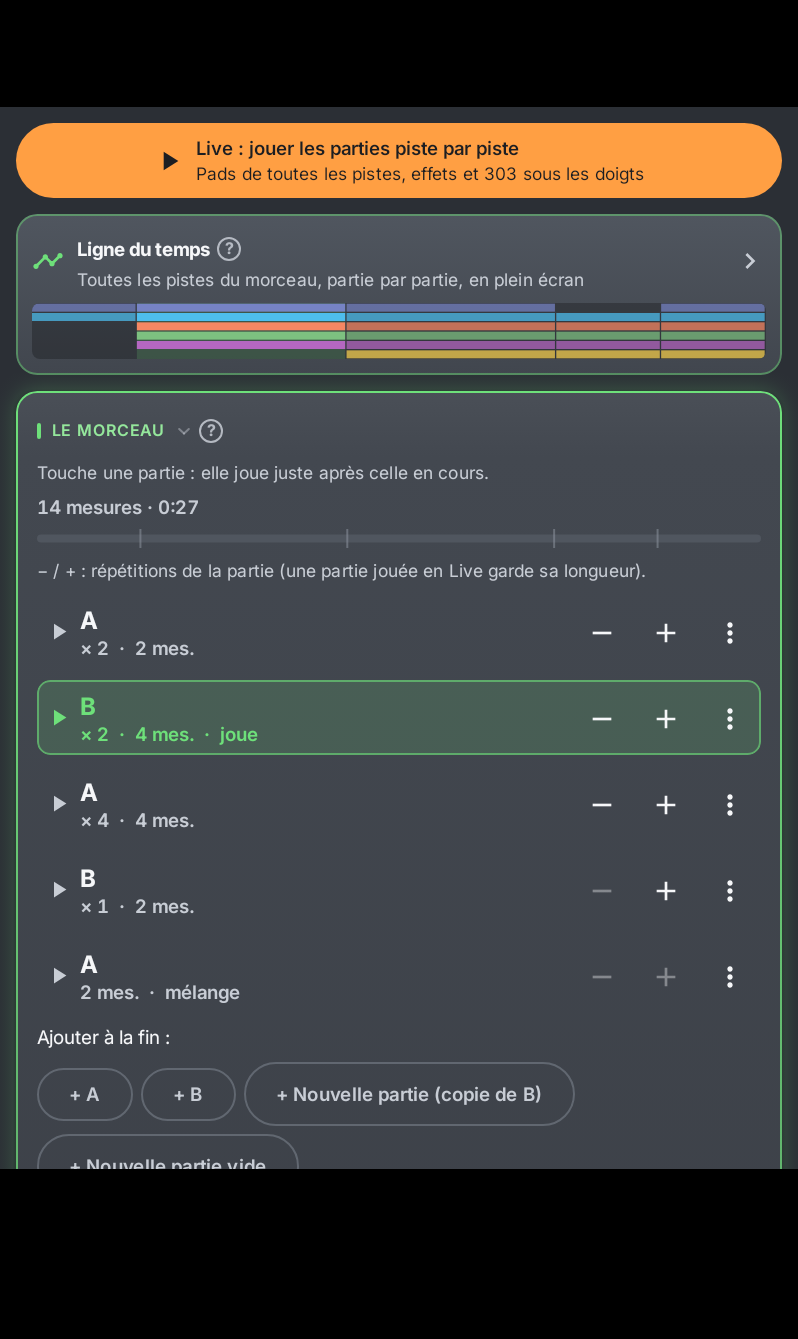 Live : jouer les parties piste par piste
Pads de toutes les pistes, effets et 303 sous les doigts
Ligne du temps ?
Toutes les pistes du morceau, partie par partie, en plein écran
LE MORCEAU ?
Touche une partie : elle joue juste après celle en cours.
14 mesures · 0:27
− / + : répétitions de la partie (une partie jouée en Live garde sa longueur).
A
× 2 · 2 mes.
B
× 2 · 4 mes. · joue
A
× 4 · 4 mes.
B
× 1 · 2 mes.
A
2 mes. · mélange
Ajouter à la fin :
+ A
+ B
+ Nouvelle partie (copie de B)
+ Nouvelle partie vide